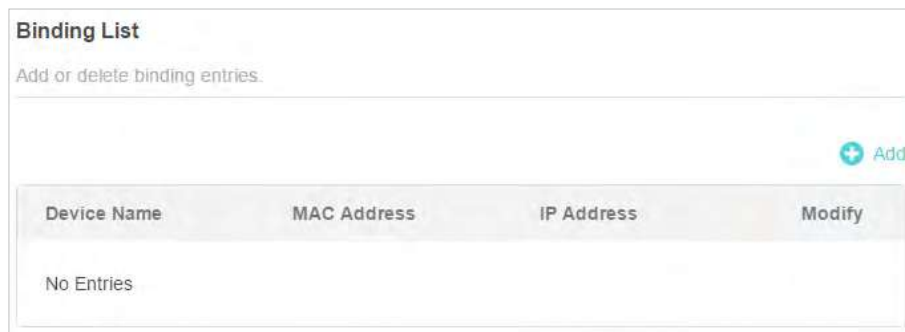 Binding List
Add or delete binding entries.
Add
Device Name MAC Address IP Address Modify
No Entries